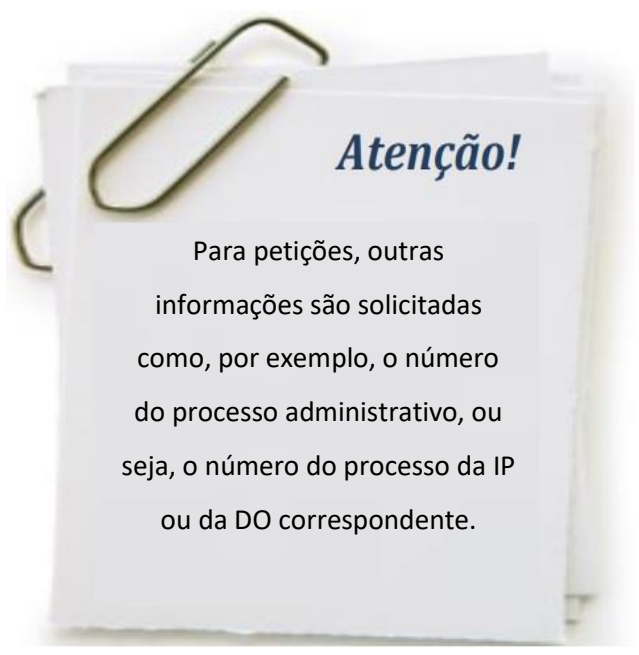 Atenção!
Para petições, outras
informações são solicitadas
como, por exemplo, o número
do processo administrativo, ou
seja, o número do processo da IP
ou da DO correspondente.